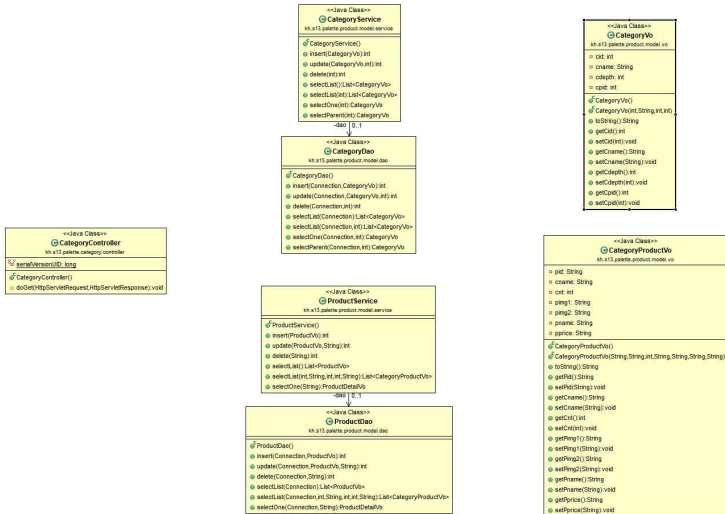 <<Java Class>>
CategoryService
kh.s13.palette.product.model.service
CategoryService()
insert(CategoryVo):int
update(CategoryVo,int):int
delete(int):int
selectList():List<CategoryVo>
selectList(int):List<CategoryVo>
selectOne(int):CategoryVo
selectParent(int):CategoryVo
-dao 0..1
<<Java Class>>
CategoryDao
kh.s13.palette.product.model.dao
CategoryDao()
insert(Connection,CategoryVo):int
update(Connection,CategoryVo,int):int
delete(Connection,int):int
selectList(Connection):List<CategoryVo>
selectList(Connection,int):List<CategoryVo>
selectOne(Connection,int):CategoryVo
selectParent(Connection,int):CategoryVo
<<Java Class>>
CategoryController
kh.s13.palette.category.controller
serialVersionUID: long
CategoryController()
doGet(HttpServletRequest,HttpServletResponse):void
<<Java Class>>
ProductService
kh.s13.palette.product.model.service
ProductService()
insert(ProductVo):int
update(ProductVo,String):int
delete(String):int
selectList():List<ProductVo>
selectList(int,String,int,int,String):List<CategoryProductVo>
selectOne(String):ProductDetailVo
-dao 0..1
<<Java Class>>
ProductDao
kh.s13.palette.product.model.dao
ProductDao()
insert(Connection,ProductVo):int
update(Connection,ProductVo,String):int
delete(Connection,String):int
selectList(Connection):List<ProductVo>
selectList(Connection,int,String,int,int,String):List<CategoryProductVo>
selectOne(Connection,String):ProductDetailVo
<<Java Class>>
CategoryVo
kh.s13.palette.product.model.vo
cid: int
cname: String
cdepth: int
cpid: int
CategoryVo()
CategoryVo(int,String,int,int)
toString():String
getCid():int
setCid(int):void
getCname():String
setCname(String):void
getCdepth():int
setCdepth(int):void
getCpid():int
setCpid(int):void
<<Java Class>>
CategoryProductVo
kh.s13.palette.product.model.vo
pid: String
cname: String
cnt: int
pimg1: String
pimg2: String
pname: String
pprice: String
CategoryProductVo()
CategoryProductVo(String,String,int,String,String,String,String)
toString():String
getPid():String
setPid(String):void
getCname():String
setCname(String):void
getCnt():int
setCnt(int):void
getPimg1():String
setPimg1(String):void
getPimg2():String
setPimg2(String):void
getPname():String
setPname(String):void
getPprice():String
setPprice(String):void